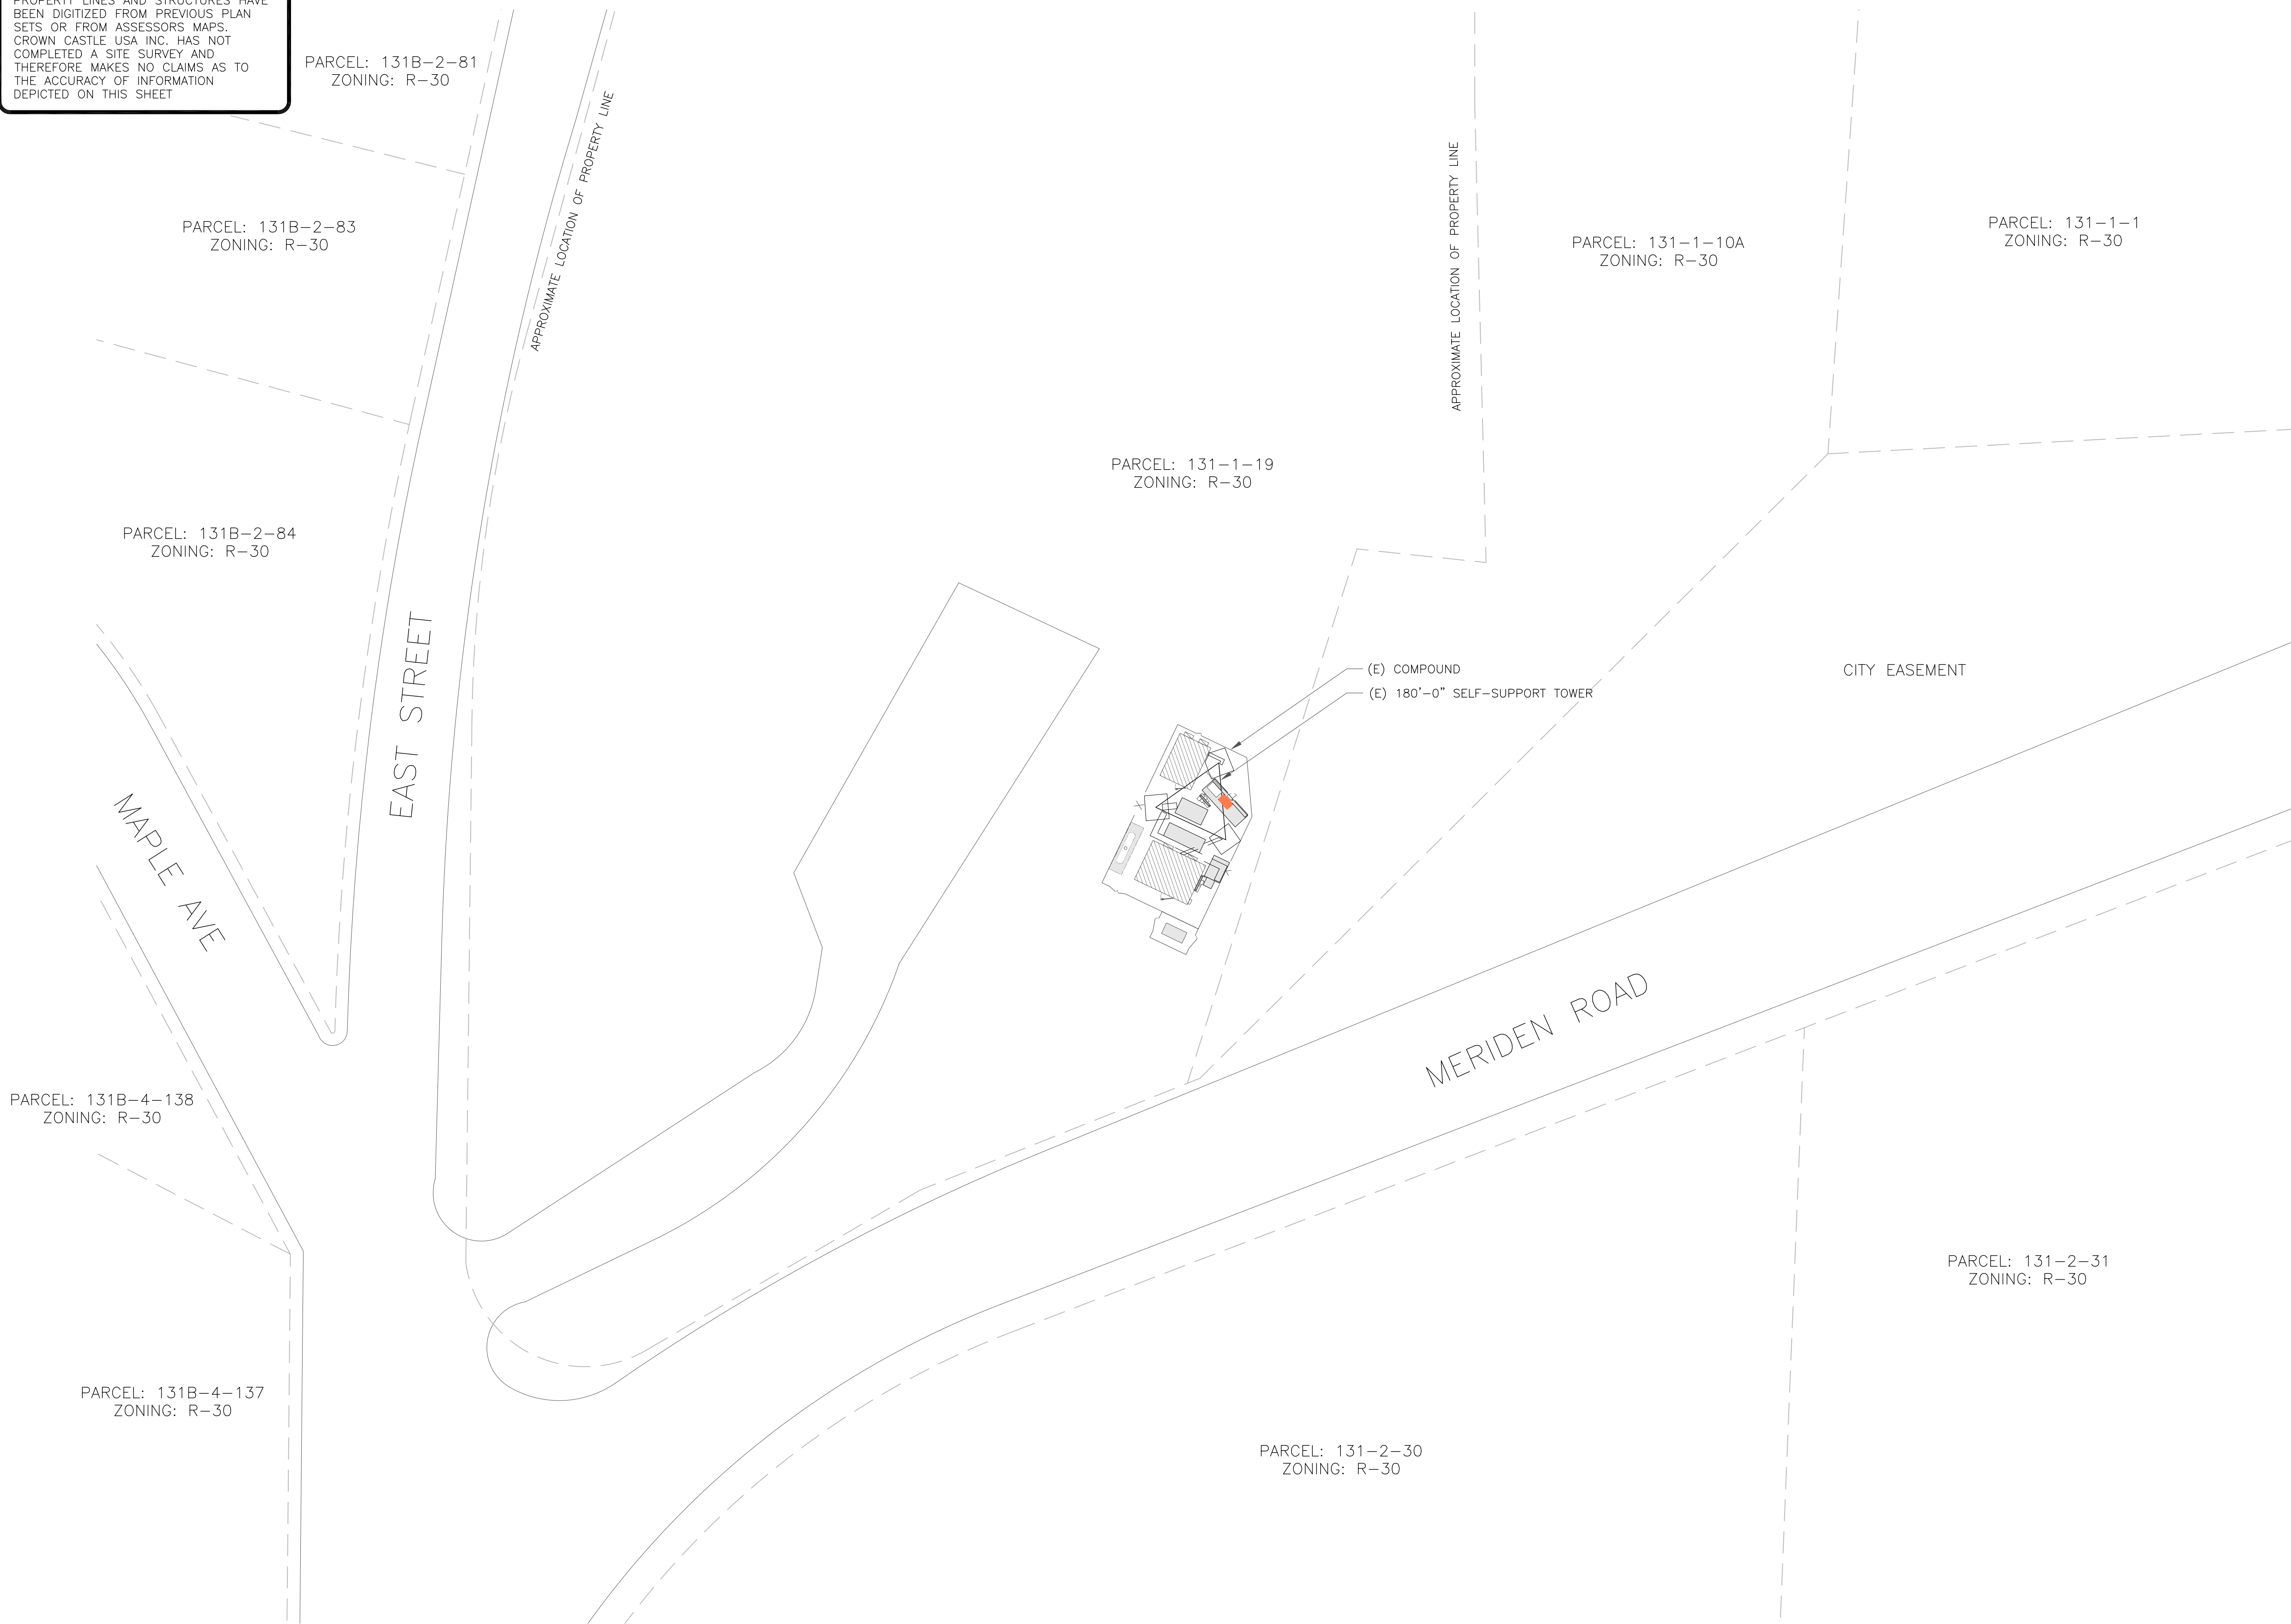 PROPERTY LINES AND STRUCTURES HAVE
BEEN DIGITIZED FROM PREVIOUS PLAN
SETS OR FROM ASSESSORS MAPS.
CROWN CASTLE USA INC. HAS NOT
COMPLETED A SITE SURVEY AND
THEREFORE MAKES NO CLAIMS AS TO
THE ACCURACY OF INFORMATION
DEPICTED ON THIS SHEET
PARCEL: 131B-2-81
ZONING: R-30
APPROXIMATE LOCATION OF PROPERTY LINE
PARCEL: 131B-2-83
ZONING: R-30
APPROXIMATE LOCATION OF PROPERTY LINE
PARCEL: 131-1-10A
ZONING: R-30
PARCEL: 131-1-1
ZONING: R-30
PARCEL: 131-1-19
ZONING: R-30
PARCEL: 131B-2-84
ZONING: R-30
EAST STREET
(E) COMPOUND
(E) 180'-0" SELF-SUPPORT TOWER
CITY EASEMENT
MAPLE AVE
MERIDEN ROAD
PARCEL: 131B-4-138
ZONING: R-30
PARCEL: 131-2-31
ZONING: R-30
PARCEL: 131B-4-137
ZONING: R-30
PARCEL: 131-2-30
ZONING: R-30